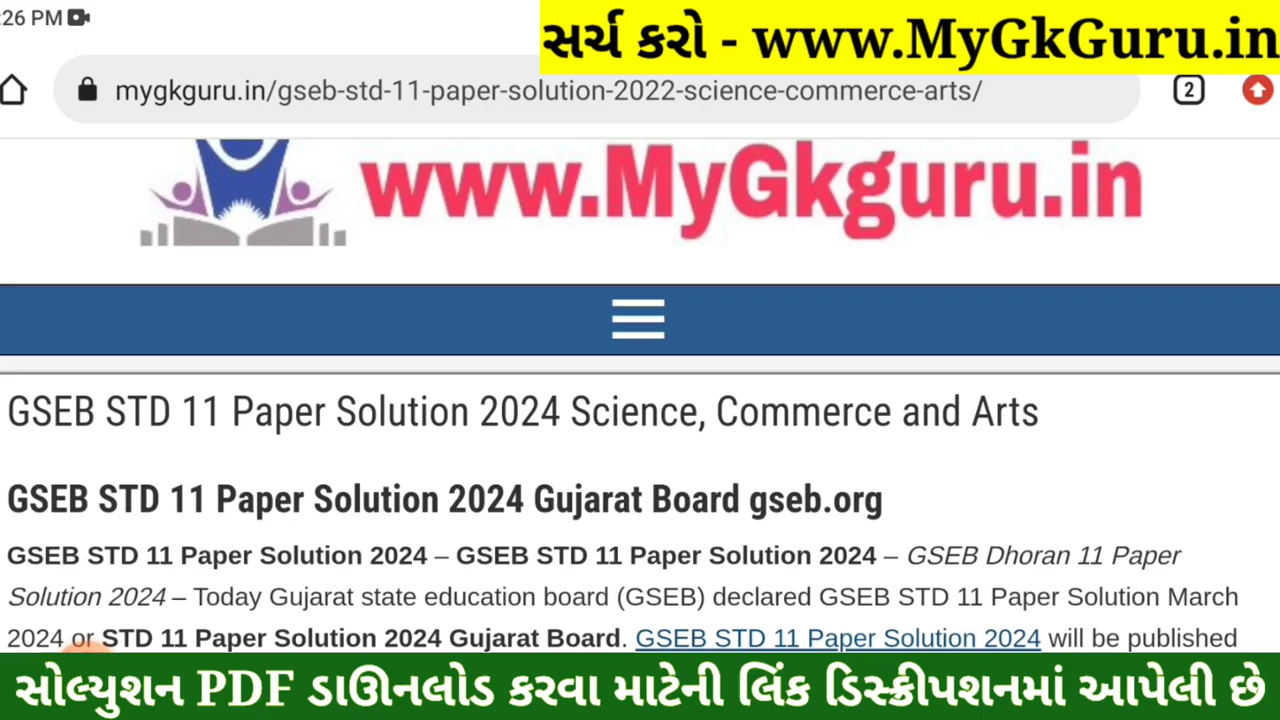 :26 PM
સર્ચ કરો - www.MyGkGuru.in
mygkguru.in/gseb-std-11-paper-solution-2022-science-commerce-arts/
2
www.MyGkguru.in
GSEB STD 11 Paper Solution 2024 Science, Commerce and Arts
GSEB STD 11 Paper Solution 2024 Gujarat Board gseb.org
GSEB STD 11 Paper Solution 2024 – GSEB STD 11 Paper Solution 2024 – GSEB Dhoran 11 Paper
Solution 2024 – Today Gujarat state education board (GSEB) declared GSEB STD 11 Paper Solution March
2024 or STD 11 Paper Solution 2024 Gujarat Board. GSEB STD 11 Paper Solution 2024 will be published
સોલ્યુશન PDF ડાઊનલોડ કરવા માટેની લિંક ડિસ્ક્રીપશનમાં આપેલી છે